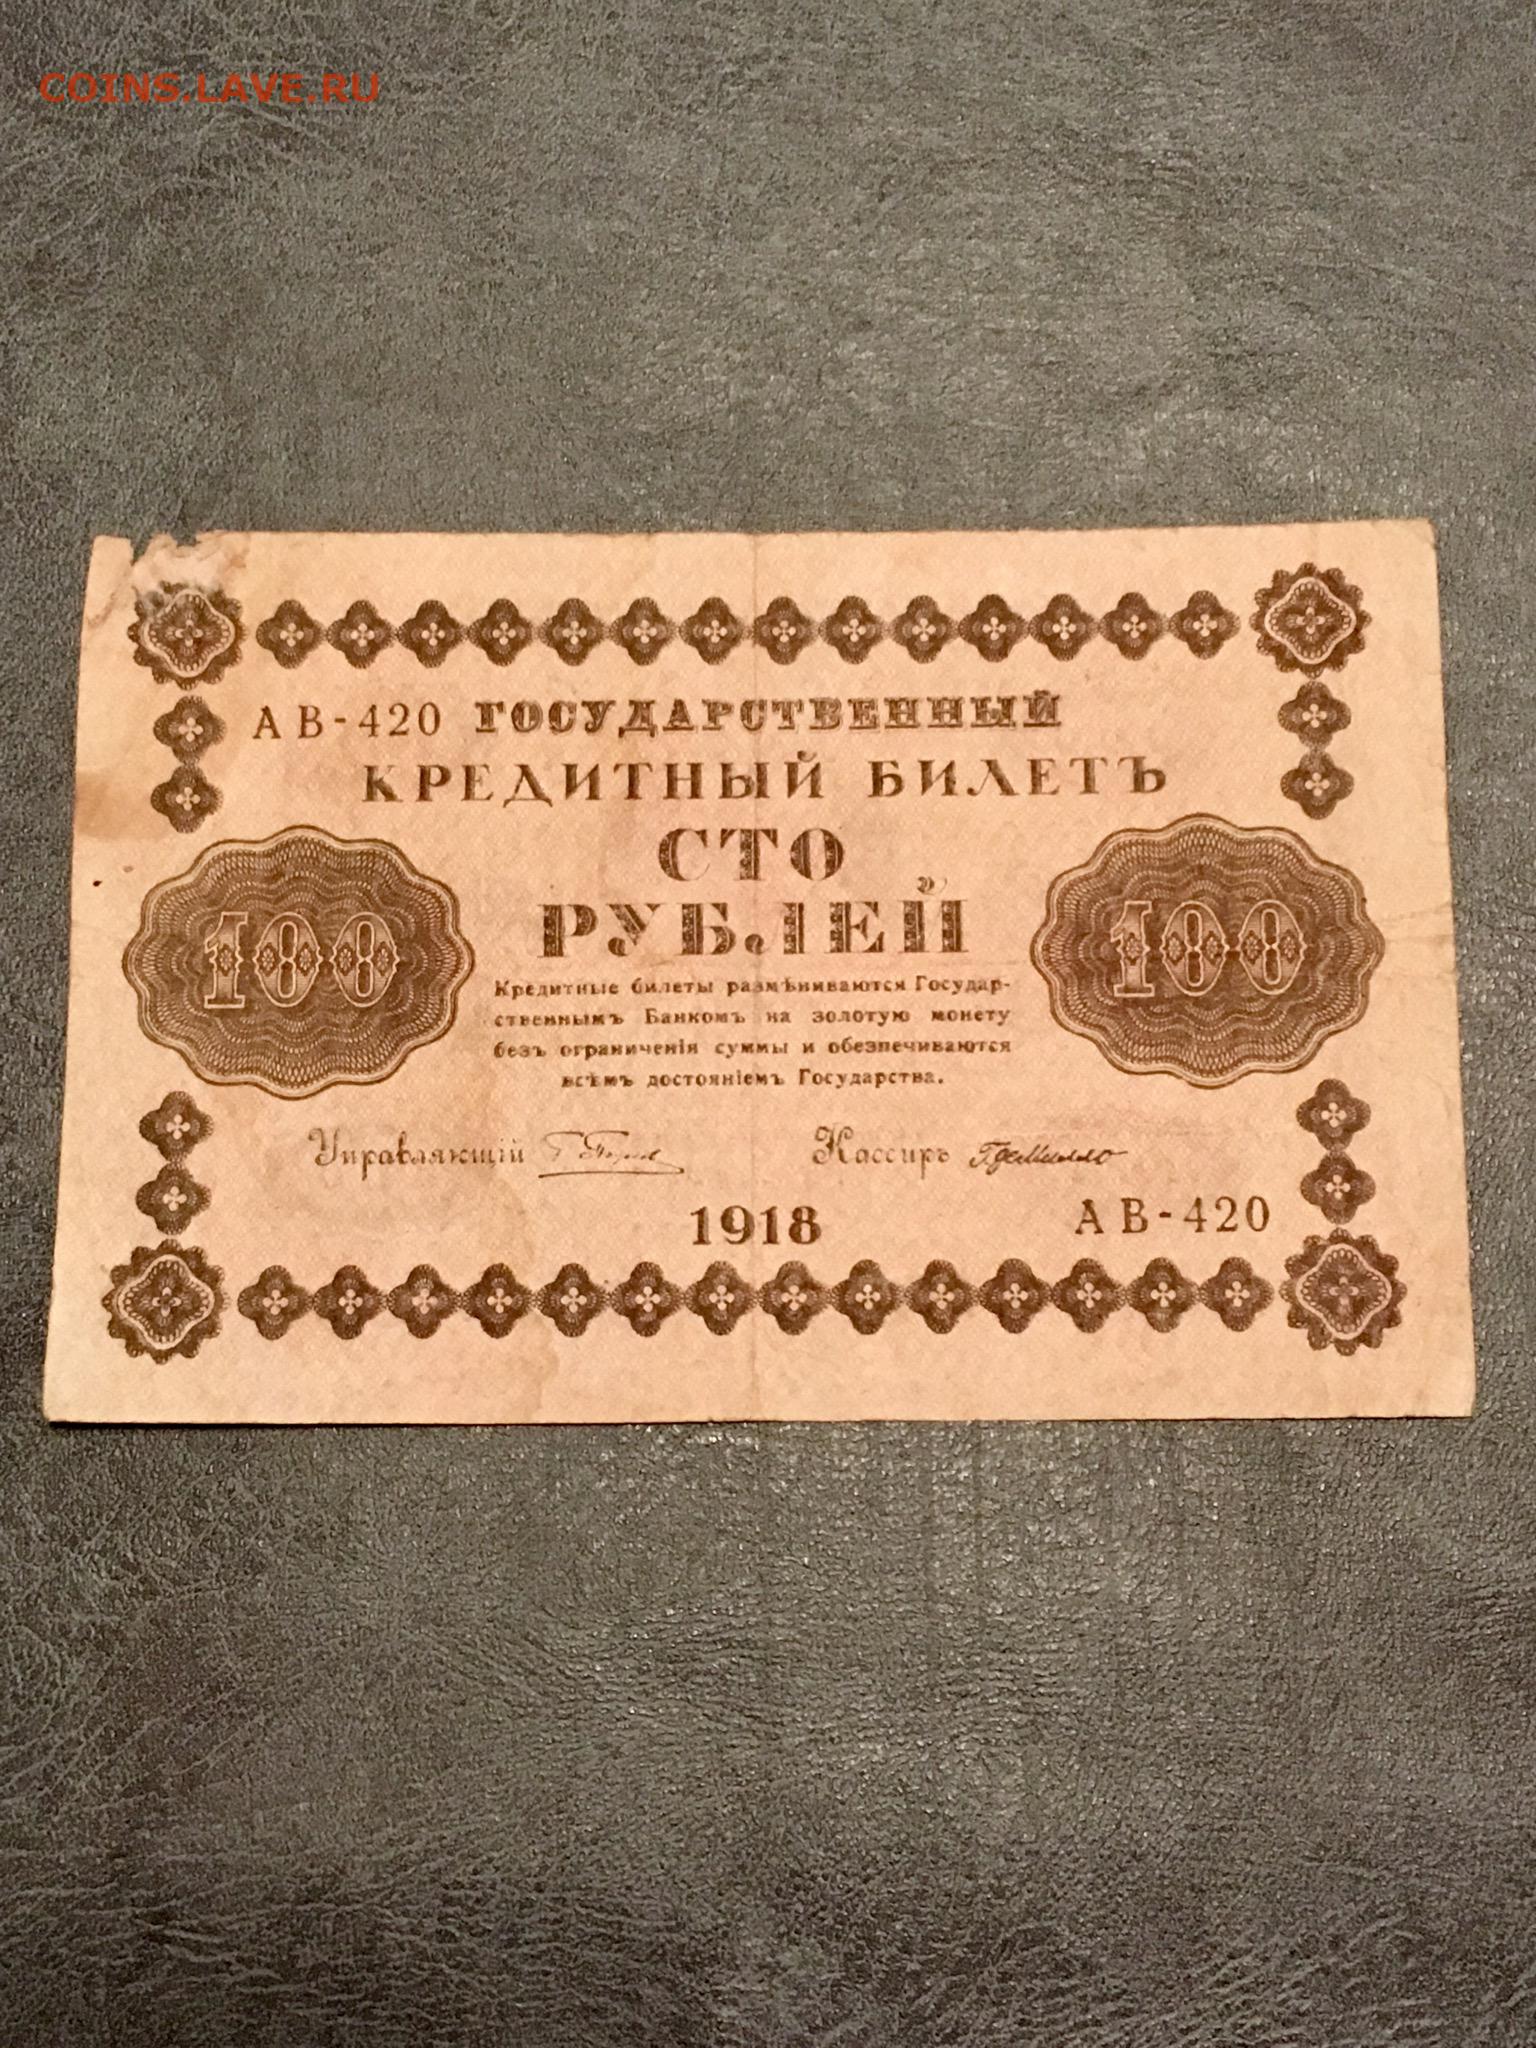 COINS.LAVE.RU
АВ-420 ГОСУДАРСТВЕННЫЙ
КРЕДИТНЫЙ БИЛЕТЪ
СТО
РУБЛЕЙ
100 100
Кредитные билеты размѣниваются Государ-
ственнымъ Банкомъ на золотую монету
безъ ограниченія суммы и обезпечиваются
всѣмъ достояніемъ Государства.
Управляющій Кассиръ
1918
АВ-420